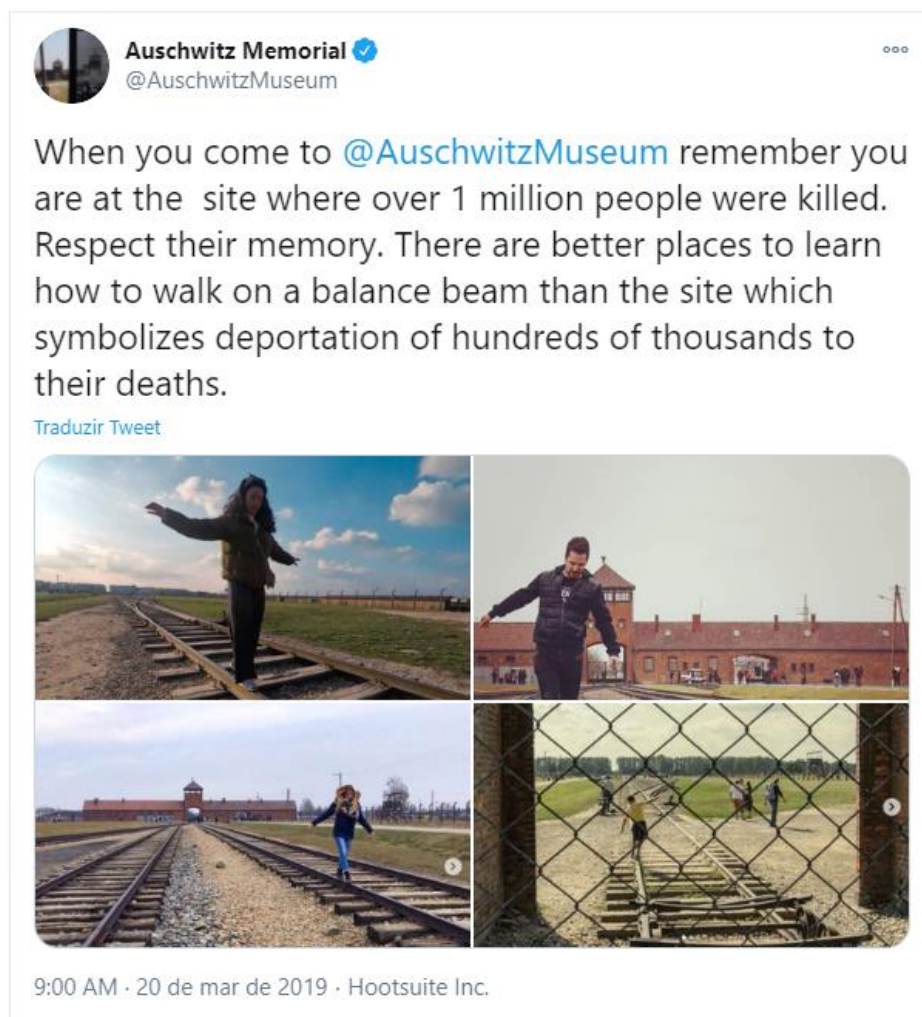 Auschwitz Memorial
@AuschwitzMuseum
When you come to @AuschwitzMuseum remember you
are at the  site where over 1 million people were killed.
Respect their memory. There are better places to learn
how to walk on a balance beam than the site which
symbolizes deportation of hundreds of thousands to
their deaths.
Traduzir Tweet
9:00 AM · 20 de mar de 2019 · Hootsuite Inc.